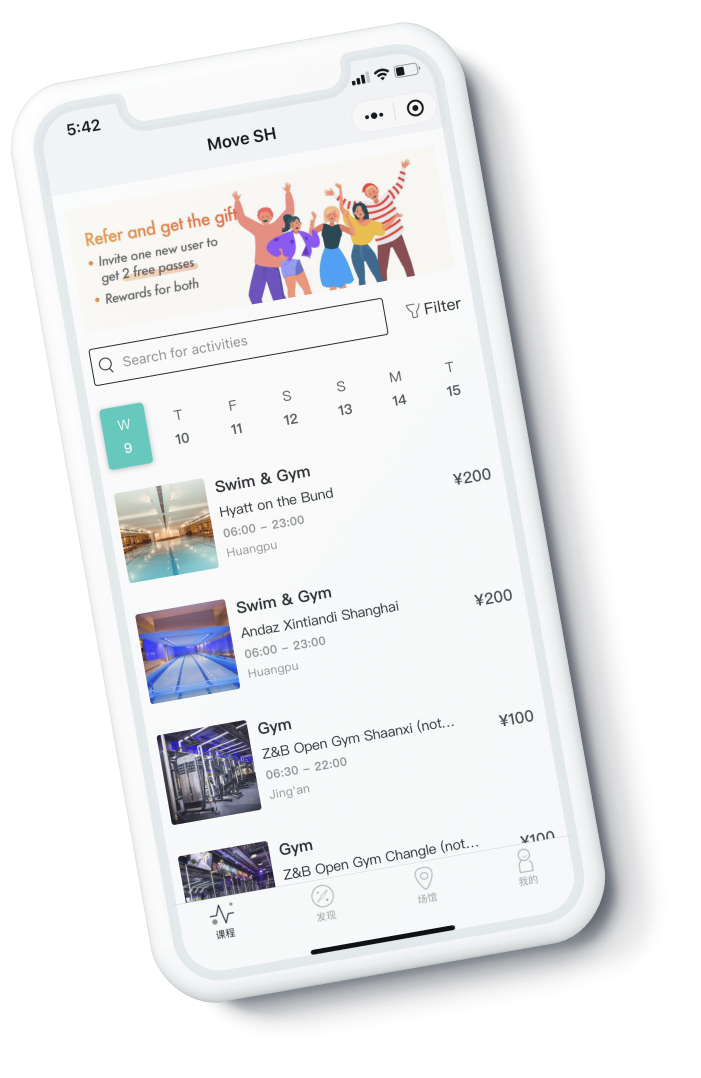 5:42
Move SH
Refer and get the gift
• Invite one new user to
get 2 free passes
• Rewards for both
Search for activities
Filter
W T F S S M T
9 10 11 12 13 14 15
Swim & Gym
Hyatt on the Bund
¥200
06:00 – 23:00
Huangpu
Swim & Gym
Andaz Xintiandi Shanghai
¥200
06:00 – 23:00
Huangpu
Gym
Z&B Open Gym Shaanxi (not...
¥100
06:30 – 22:00
Jing'an
Gym
Z&B Open Gym Changle (not...
¥100
课程 发现 场馆 我的